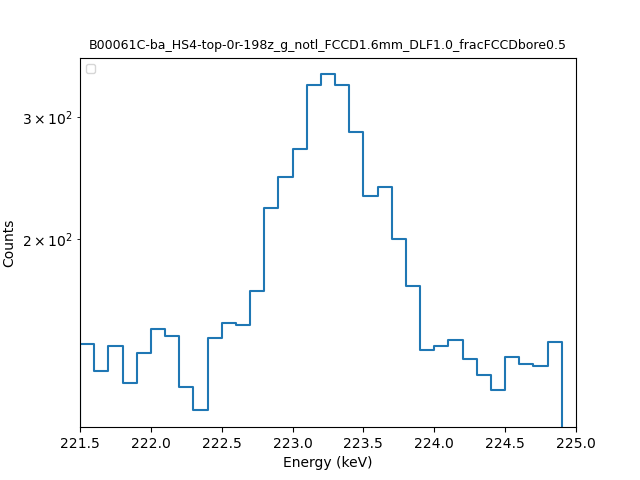 B00061C-ba_HS4-top-0r-198z_g_notl_FCCD1.6mm_DLF1.0_fracFCCDbore0.5
3 × 10²
2 × 10²
Counts
221.5 222.0 222.5 223.0 223.5 224.0 224.5 225.0
Energy (keV)